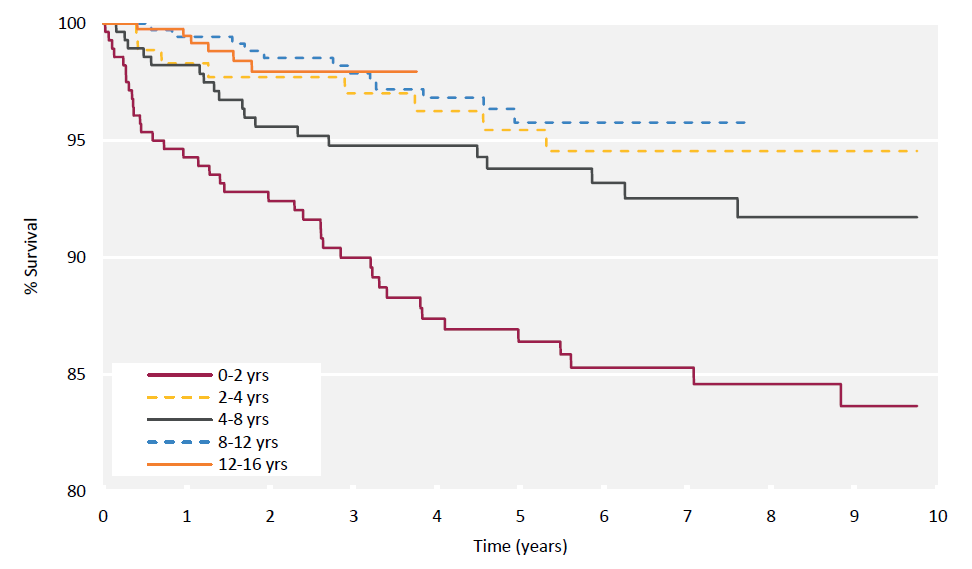 100
95
90
85
80
% Survival
0-2 yrs
2-4 yrs
4-8 yrs
8-12 yrs
12-16 yrs
0 1 2 3 4 5 6 7 8 9 10
Time (years)